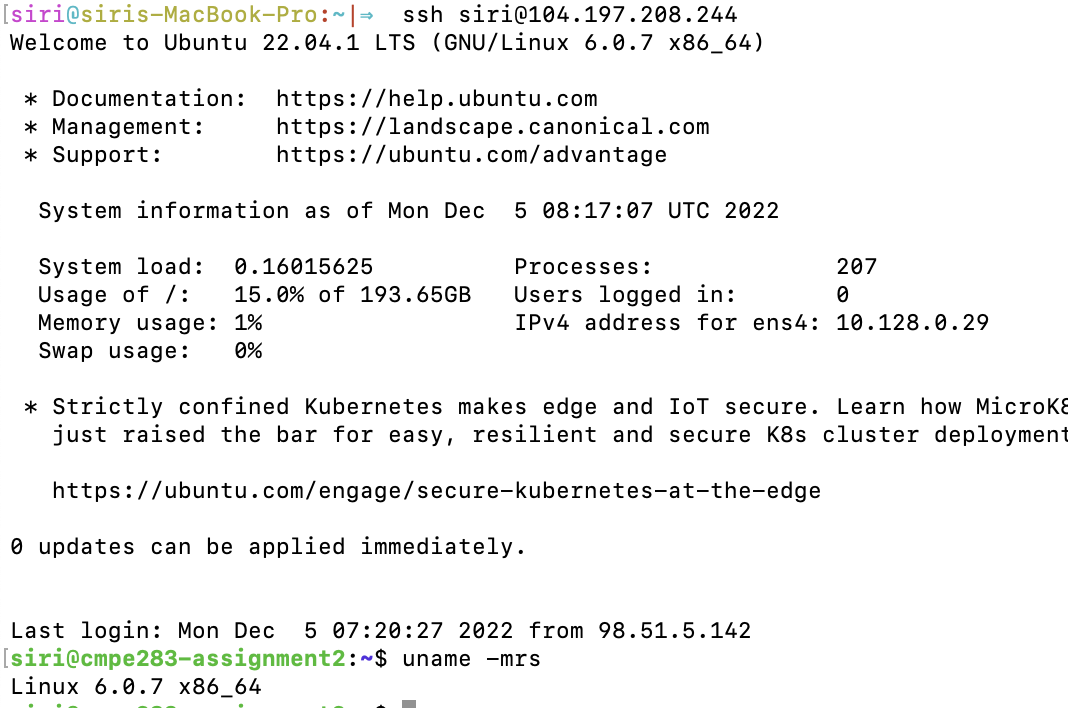 [siri@siris-MacBook-Pro:~|⇒  ssh siri@104.197.208.244
Welcome to Ubuntu 22.04.1 LTS (GNU/Linux 6.0.7 x86_64)

 * Documentation:  https://help.ubuntu.com
 * Management:     https://landscape.canonical.com
 * Support:        https://ubuntu.com/advantage

  System information as of Mon Dec  5 08:17:07 UTC 2022

  System load:  0.16015625          Processes:             207
  Usage of /:   15.0% of 193.65GB   Users logged in:       0
  Memory usage: 1%                  IPv4 address for ens4: 10.128.0.29
  Swap usage:   0%

 * Strictly confined Kubernetes makes edge and IoT secure. Learn how MicroK8
   just raised the bar for easy, resilient and secure K8s cluster deployment

   https://ubuntu.com/engage/secure-kubernetes-at-the-edge

0 updates can be applied immediately.


Last login: Mon Dec  5 07:20:27 2022 from 98.51.5.142
[siri@cmpe283-assignment2:~$ uname -mrs
Linux 6.0.7 x86_64